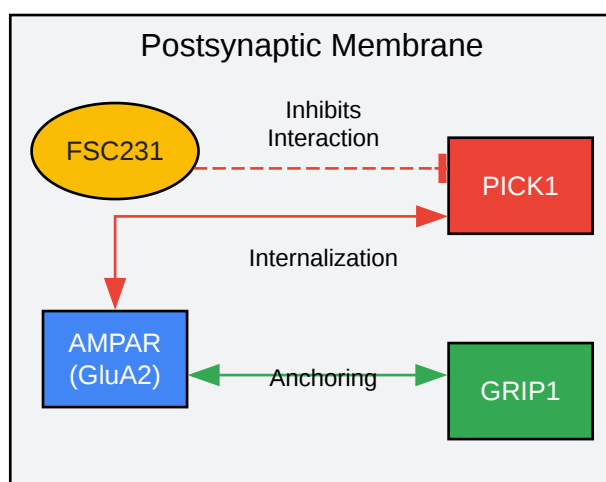 Postsynaptic Membrane
Inhibits
Interaction
FSC231
PICK1
Internalization
AMPAR
(GluA2)
Anchoring
GRIP1